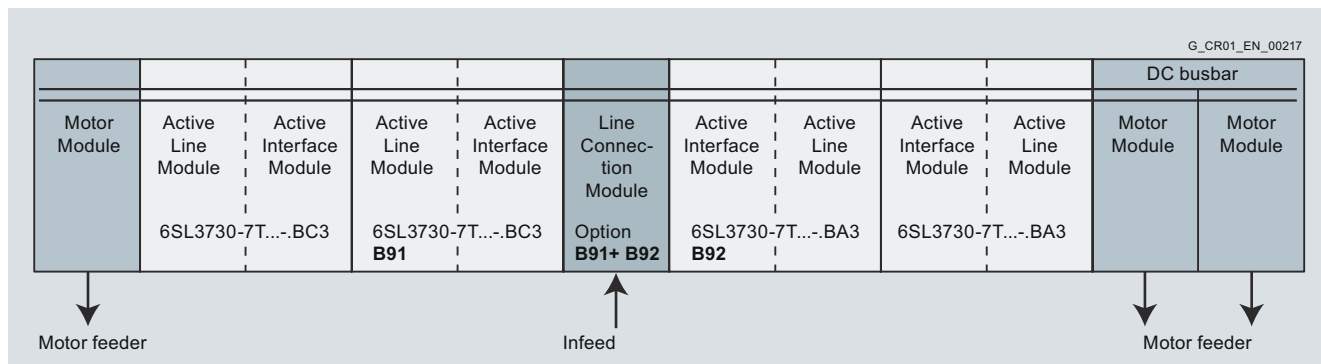 G_CR01_EN_00217
DC busbar
Motor
Module
Active
Line
Module
Active
Interface
Module
6SL3730-7T...-.BC3
Active
Line
Module
Active
Interface
Module
6SL3730-7T...-.BC3
B91
Line
Connec-
tion
Module
Option
B91+ B92
Active
Interface
Module
Active
Line
Module
6SL3730-7T...-.BA3
B92
Active
Interface
Module
Active
Line
Module
6SL3730-7T...-.BA3
Motor
Module
Motor
Module
Motor feeder
Infeed
Motor feeder